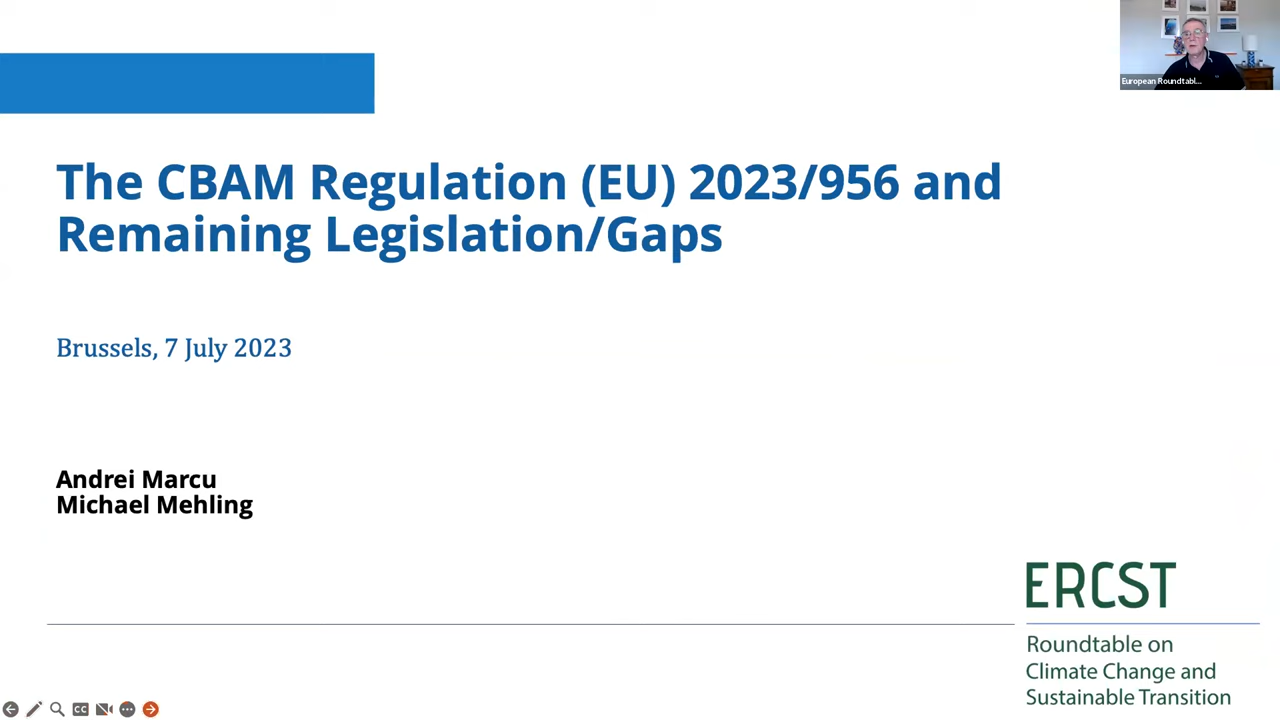 European Roundtabl...
The CBAM Regulation (EU) 2023/956 and
Remaining Legislation/Gaps
Brussels, 7 July 2023
Andrei Marcu
Michael Mehling
ERCST
Roundtable on
Climate Change and
Sustainable Transition
CC